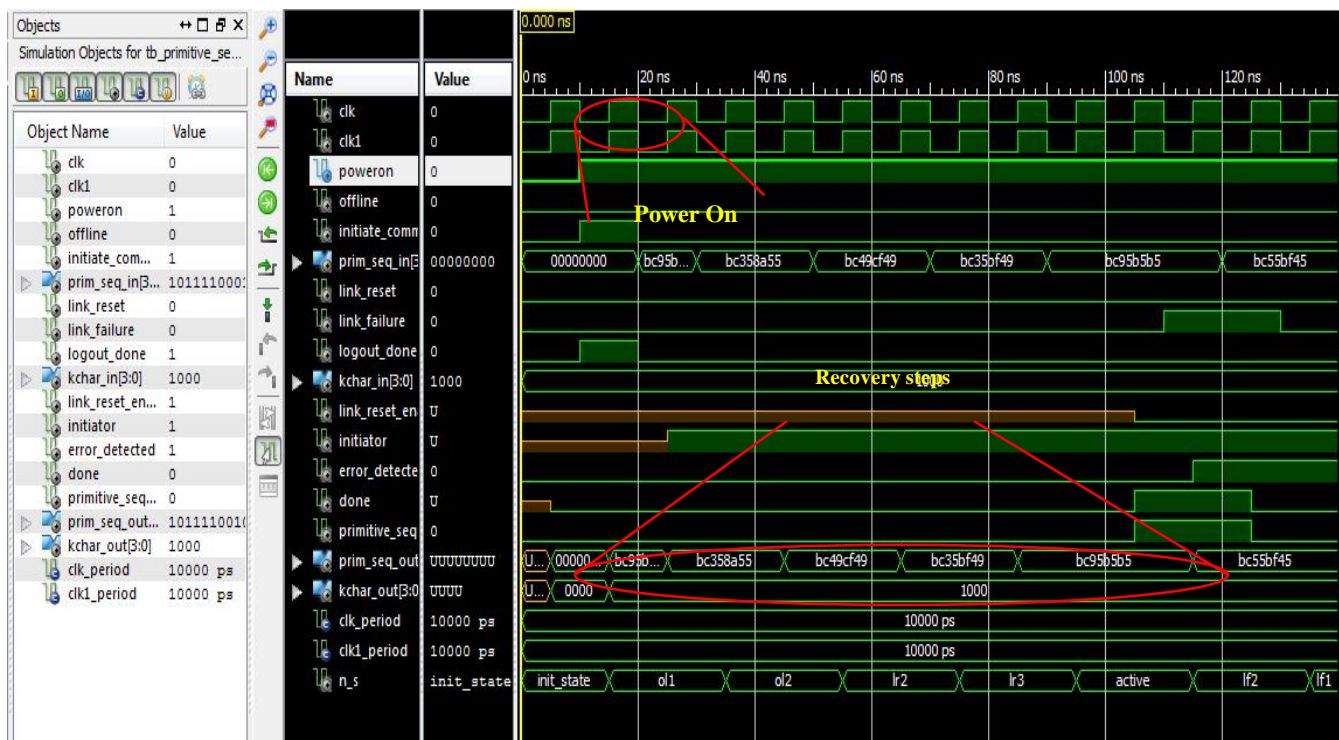 Objects
Simulation Objects for tb_primitive_se...
Object Name Value
clk 0
clk1 0
poweron 1
offline 0
initiate_com... 1
prim_seq_in[3... 101111000:
link_reset 0
link_failure 0
logout_done 1
kchar_in[3:0] 1000
link_reset_en... 1
initiator 1
error_detected 1
done 0
primitive_seq... 0
prim_seq_out... 101111001(
kchar_out[3:0] 1000
clk_period 10000 ps
clk1_period 10000 ps
0.000 ns
Name Value
0 ns 20 ns 40 ns 60 ns 80 ns 100 ns 120 ns
clk 0
clk1 0
poweron 0
offline 0
Power On
initiate_comm 0
prim_seq_in[3 00000000 00000000 bc95b... bc358a55 bc49cf49 bc35bf49 bc95b5b5 bc55bf45
link_reset 0
link_failure 0
logout_done 0
kchar_in[3:0] 1000
Recovery steps
link_reset_en U
initiator U
error_detecte 0
done U
primitive_seq 0
prim_seq_out UUUUUUUU U... 00000... bc95b... bc358a55 bc49cf49 bc35bf49 bc95b5b5 bc55bf45
kchar_out[3:0 UUUU U... 0000 1000
clk_period 10000 ps 10000 ps
clk1_period 10000 ps 10000 ps
n_s init_state init_state ol1 ol2 lr2 lr3 active lf2 lf1